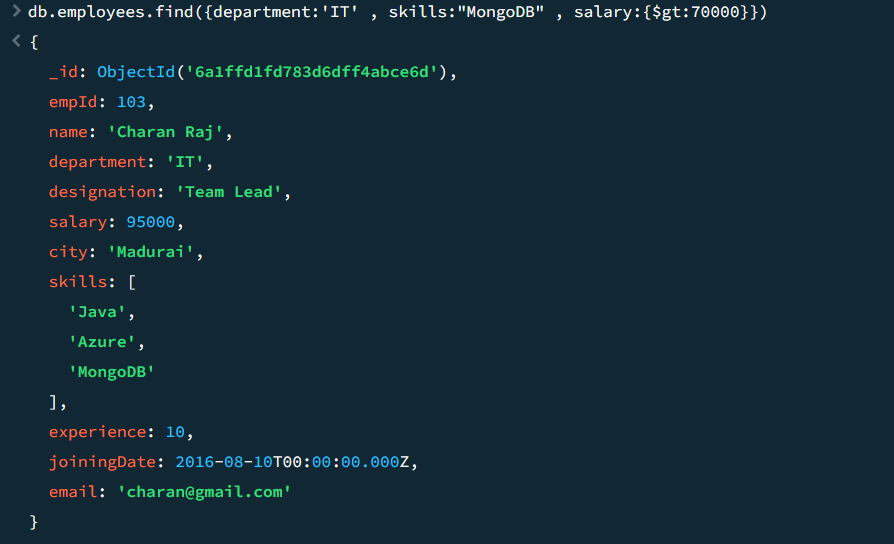 > db.employees.find({department:'IT' , skills:"MongoDB" , salary:{$gt:70000}})
< {
_id: ObjectId('6a1ffd1fd783d6dff4abce6d'),
empId: 103,
name: 'Charan Raj',
department: 'IT',
designation: 'Team Lead',
salary: 95000,
city: 'Madurai',
skills: [
'Java',
'Azure',
'MongoDB'
],
experience: 10,
joiningDate: 2016-08-10T00:00:00.000Z,
email: 'charan@gmail.com'
}